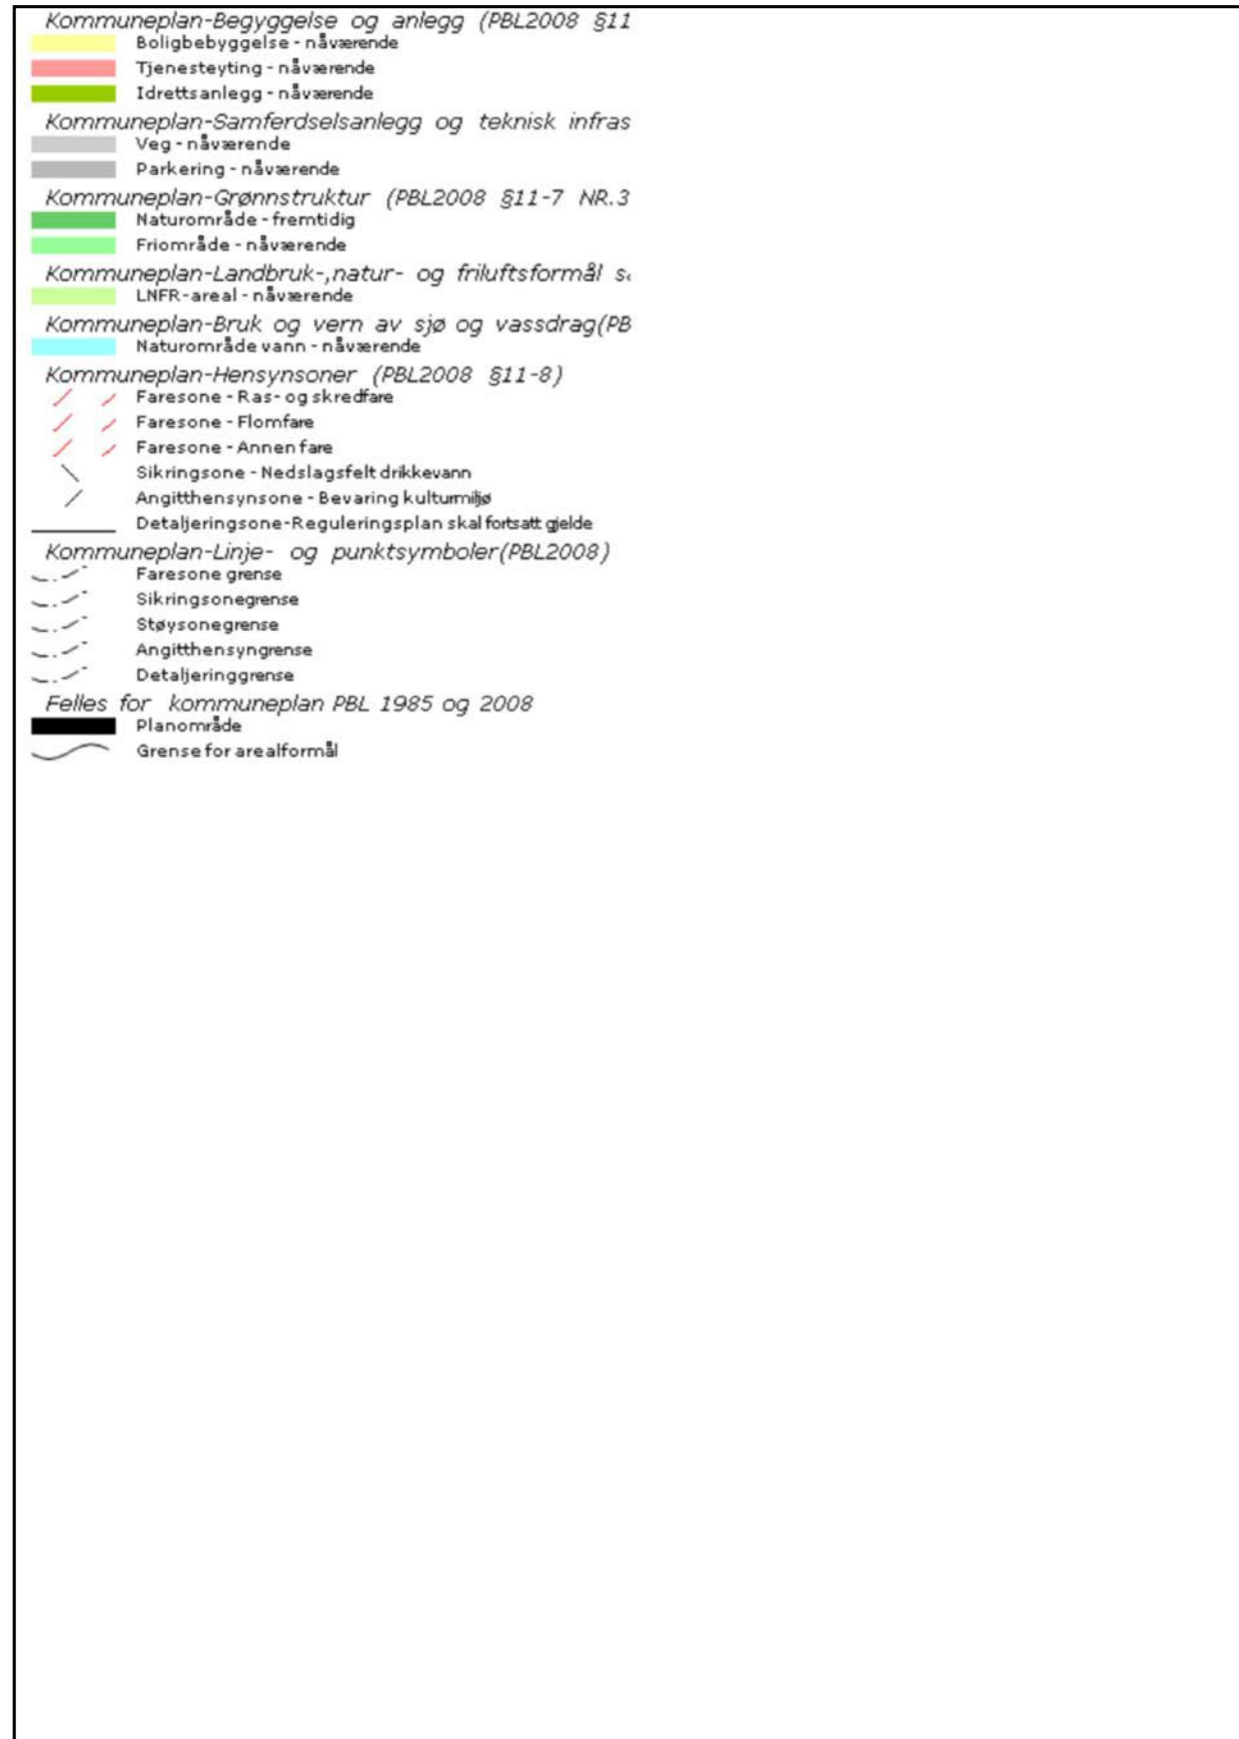 Kommuneplan-Begyggelse og anlegg (PBL2008 §11
Boligbebyggelse - nåværende
Tjenesteyting - nåværende
Idrettsanlegg - nåværende
Kommuneplan-Samferdselsanlegg og teknisk infras
Veg - nåværende
Parkering - nåværende
Kommuneplan-Grønnstruktur (PBL2008 §11-7 NR.3
Naturområde - fremtidig
Friområde - nåværende
Kommuneplan-Landbruk-,natur- og friluftsformål s
LNFR-areal - nåværende
Kommuneplan-Bruk og vern av sjø og vassdrag(PB
Naturområde vann - nåværende
Kommuneplan-Hensynsoner (PBL2008 §11-8)
Faresone - Ras- og skredfare
Faresone - Flomfare
Faresone - Annen fare
Sikringsone - Nedslagsfelt drikkevann
Angitthensynsone - Bevaring kulturmiljø
Detaljeringsone-Reguleringsplan skal fortsatt gjelde
Kommuneplan-Linje- og punktsymboler(PBL2008)
Faresone grense
Sikringsonegrense
Støysonegrense
Angitthensyngrense
Detaljeringgrense
Felles for kommuneplan PBL 1985 og 2008
Planområde
Grense for arealformål